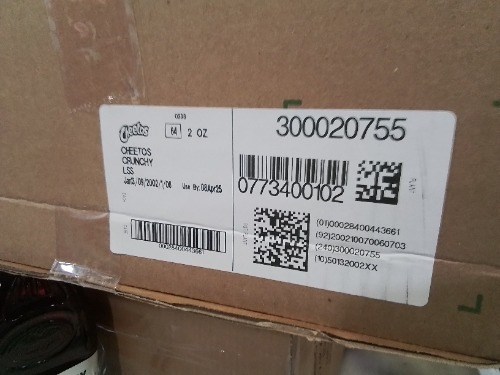 Cheetos
64 2 OZ
CHEETOS
CRUNCHY
LSS
Use By: 08Apr25
00028400443661
300020755
0773400102
(01)00028400443661
(92)200210070060703
(240)300020755
(10)50132002XX